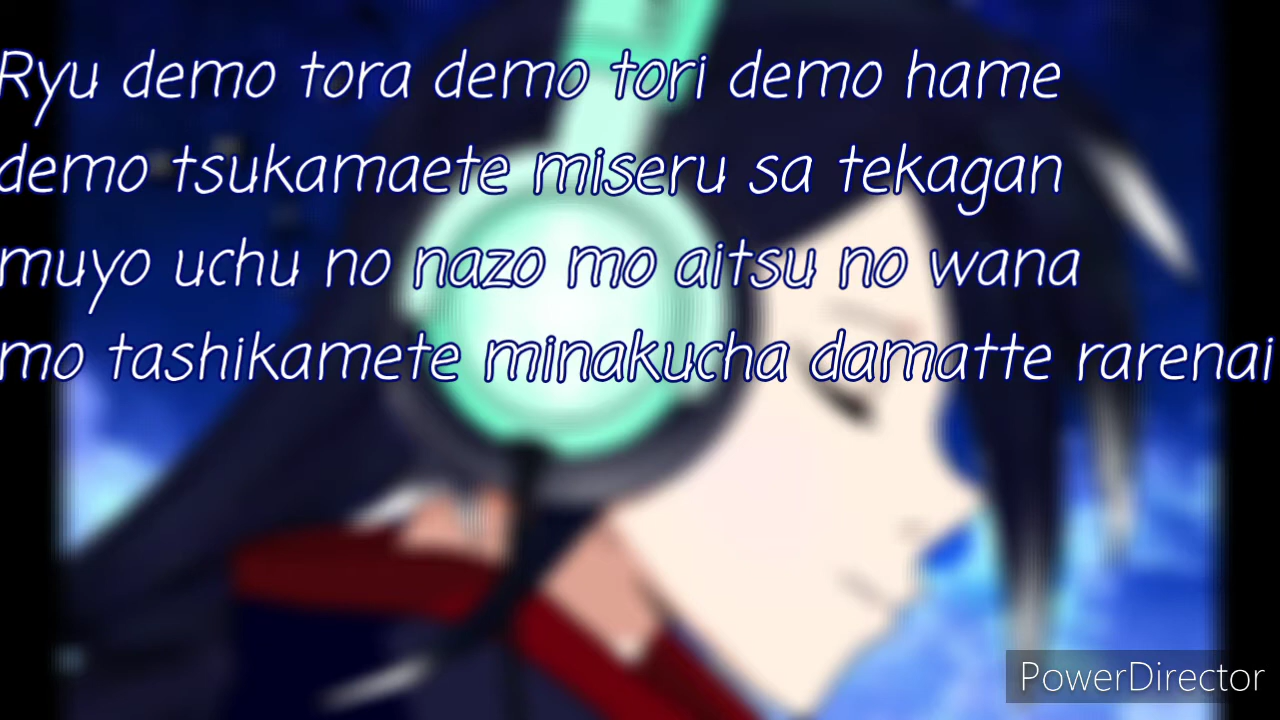 Ryu demo tora demo tori demo hame
demo tsukamaete miseru sa tekagan
muyo uchu no nazo mo aitsu no wana
mo tashikamete minakucha damatte rarenai
PowerDirector